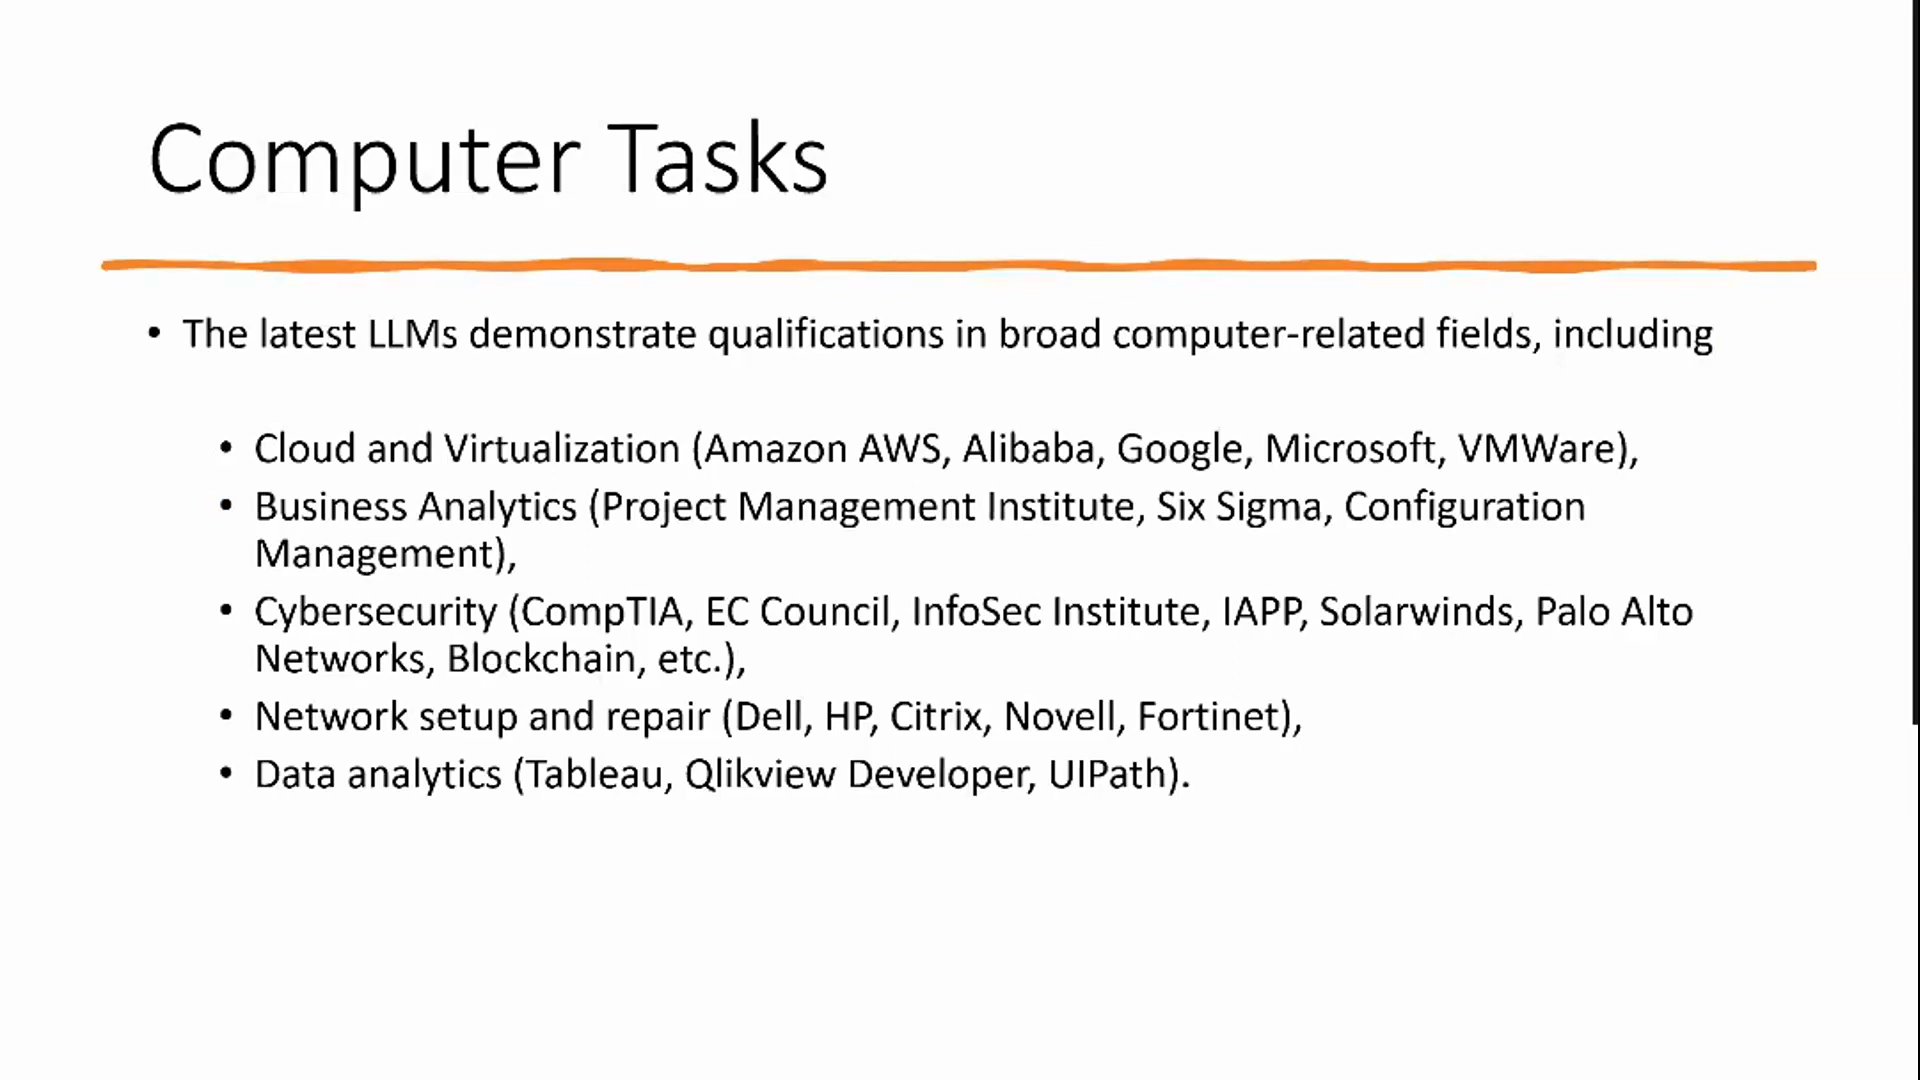 Computer Tasks
• The latest LLMs demonstrate qualifications in broad computer-related fields, including
• Cloud and Virtualization (Amazon AWS, Alibaba, Google, Microsoft, VMWare),
• Business Analytics (Project Management Institute, Six Sigma, Configuration
Management),
• Cybersecurity (CompTIA, EC Council, InfoSec Institute, IAPP, Solarwinds, Palo Alto
Networks, Blockchain, etc.),
• Network setup and repair (Dell, HP, Citrix, Novell, Fortinet),
• Data analytics (Tableau, Qlikview Developer, UIPath).